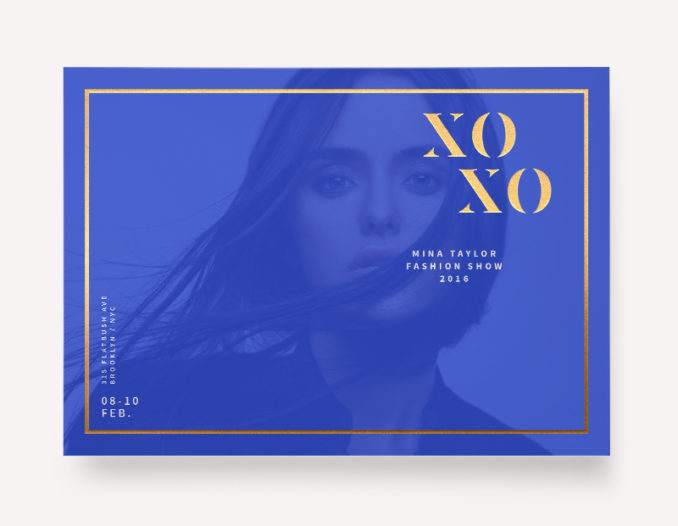 XO
XO
MINA TAYLOR
FASHION SHOW
2016
315 FLATBUSH AVE
BROOKLYN / NYC
08-10
FEB.